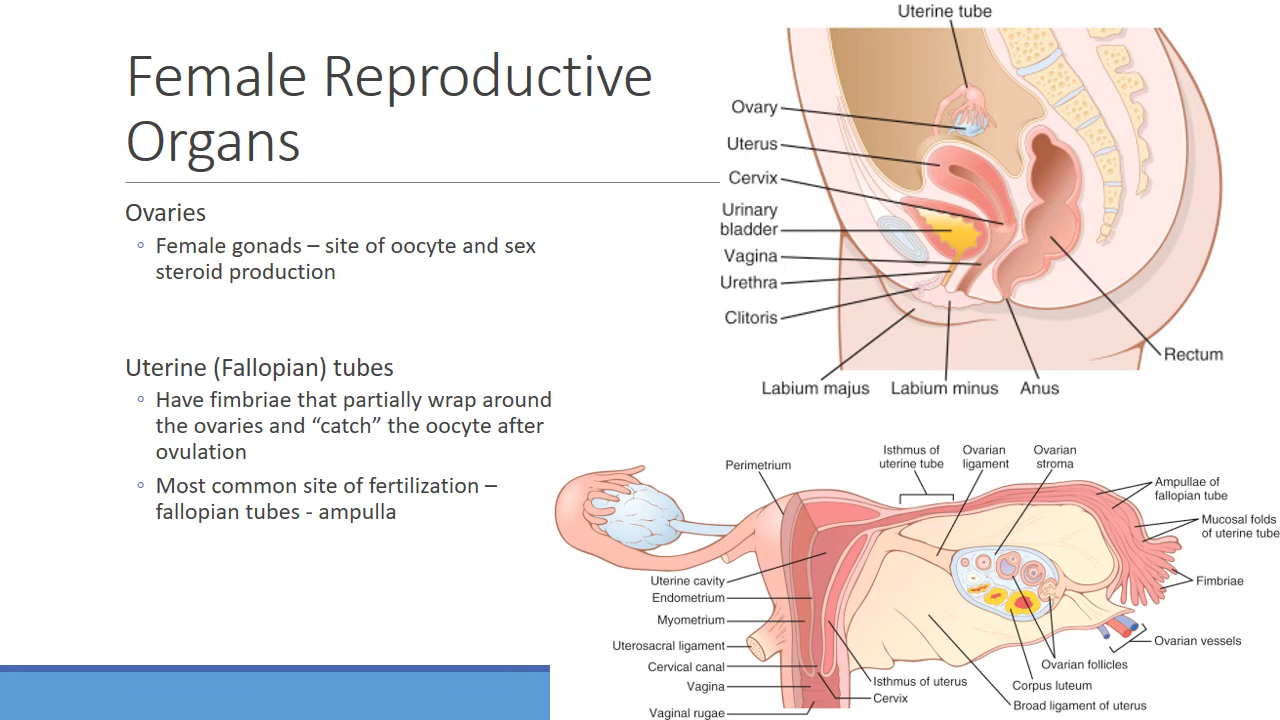 Female Reproductive
Organs
Ovaries
◦ Female gonads – site of oocyte and sex
steroid production
Uterine (Fallopian) tubes
◦ Have fimbriae that partially wrap around
the ovaries and “catch” the oocyte after
ovulation
◦ Most common site of fertilization –
fallopian tubes - ampulla
Uterine tube
Ovary
Uterus
Cervix
Urinary
bladder
Vagina
Urethra
Clitoris
Labium majus
Labium minus
Anus
Rectum
Perimetrium
Isthmus of
uterine tube
Ovarian
ligament
Ovarian
stroma
Ampullae of
fallopian tube
Mucosal folds
of uterine tube
Fimbriae
Ovarian vessels
Ovarian follicles
Corpus luteum
Broad ligament of uterus
Uterine cavity
Endometrium
Myometrium
Uterosacral ligament
Cervical canal
Vagina
Vaginal rugae
Isthmus of uterus
Cervix